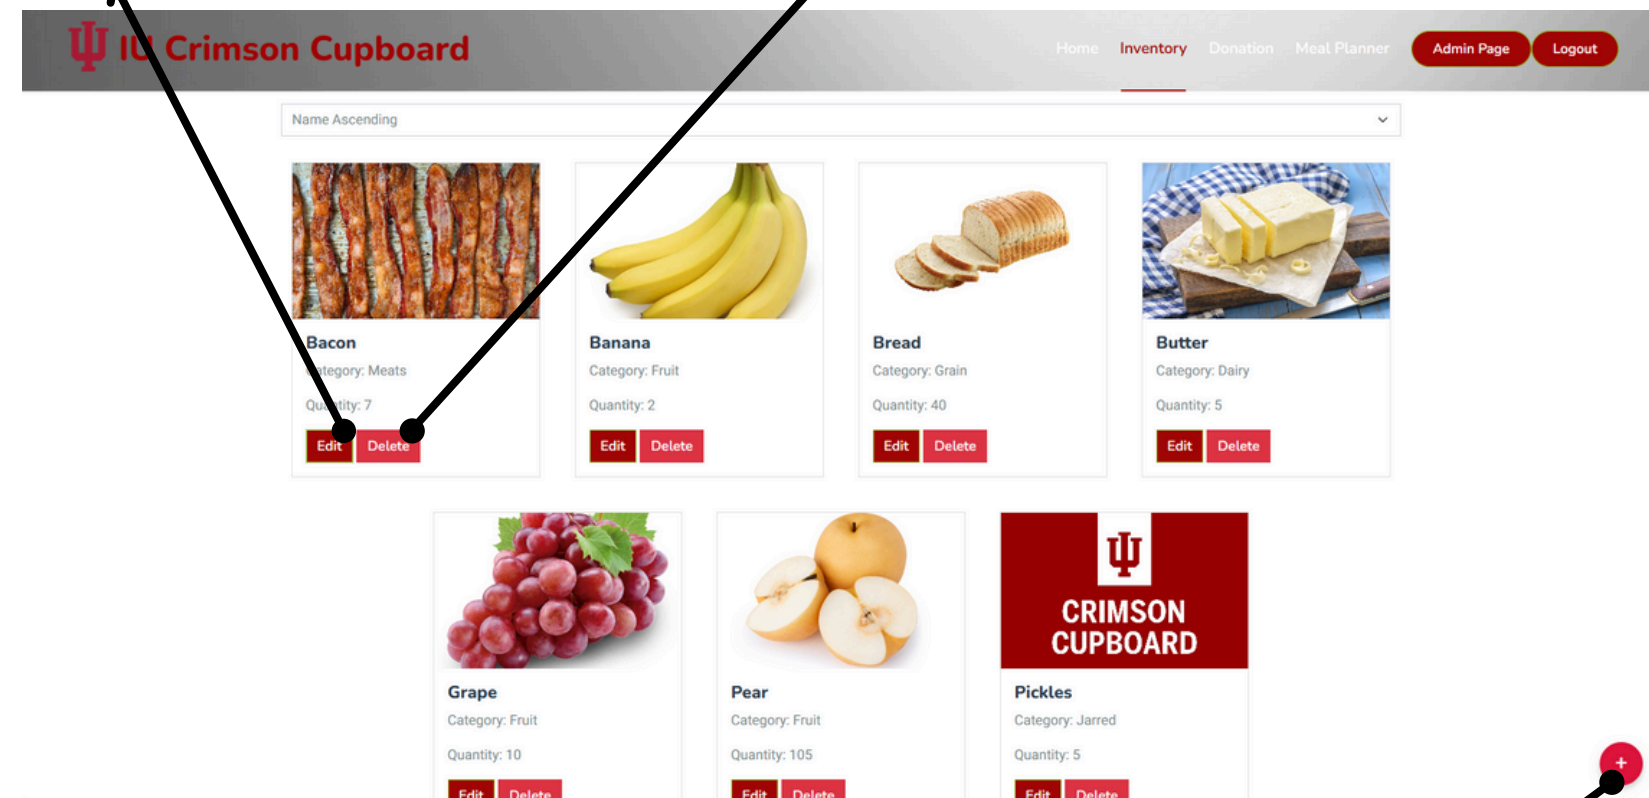 IU Crimson Cupboard
Home Inventory Donation Meal Planner Admin Page Logout
Name Ascending
Bacon
Category: Meats
Quantity: 7
Edit Delete
Banana
Category: Fruit
Quantity: 2
Edit Delete
Bread
Category: Grain
Quantity: 40
Edit Delete
Butter
Category: Dairy
Quantity: 5
Edit Delete
Grape
Category: Fruit
Quantity: 10
Edit Delete
Pear
Category: Fruit
Quantity: 105
Edit Delete
CRIMSON
CUPBOARD
Pickles
Category: Jarred
Quantity: 5
Edit Delete
+